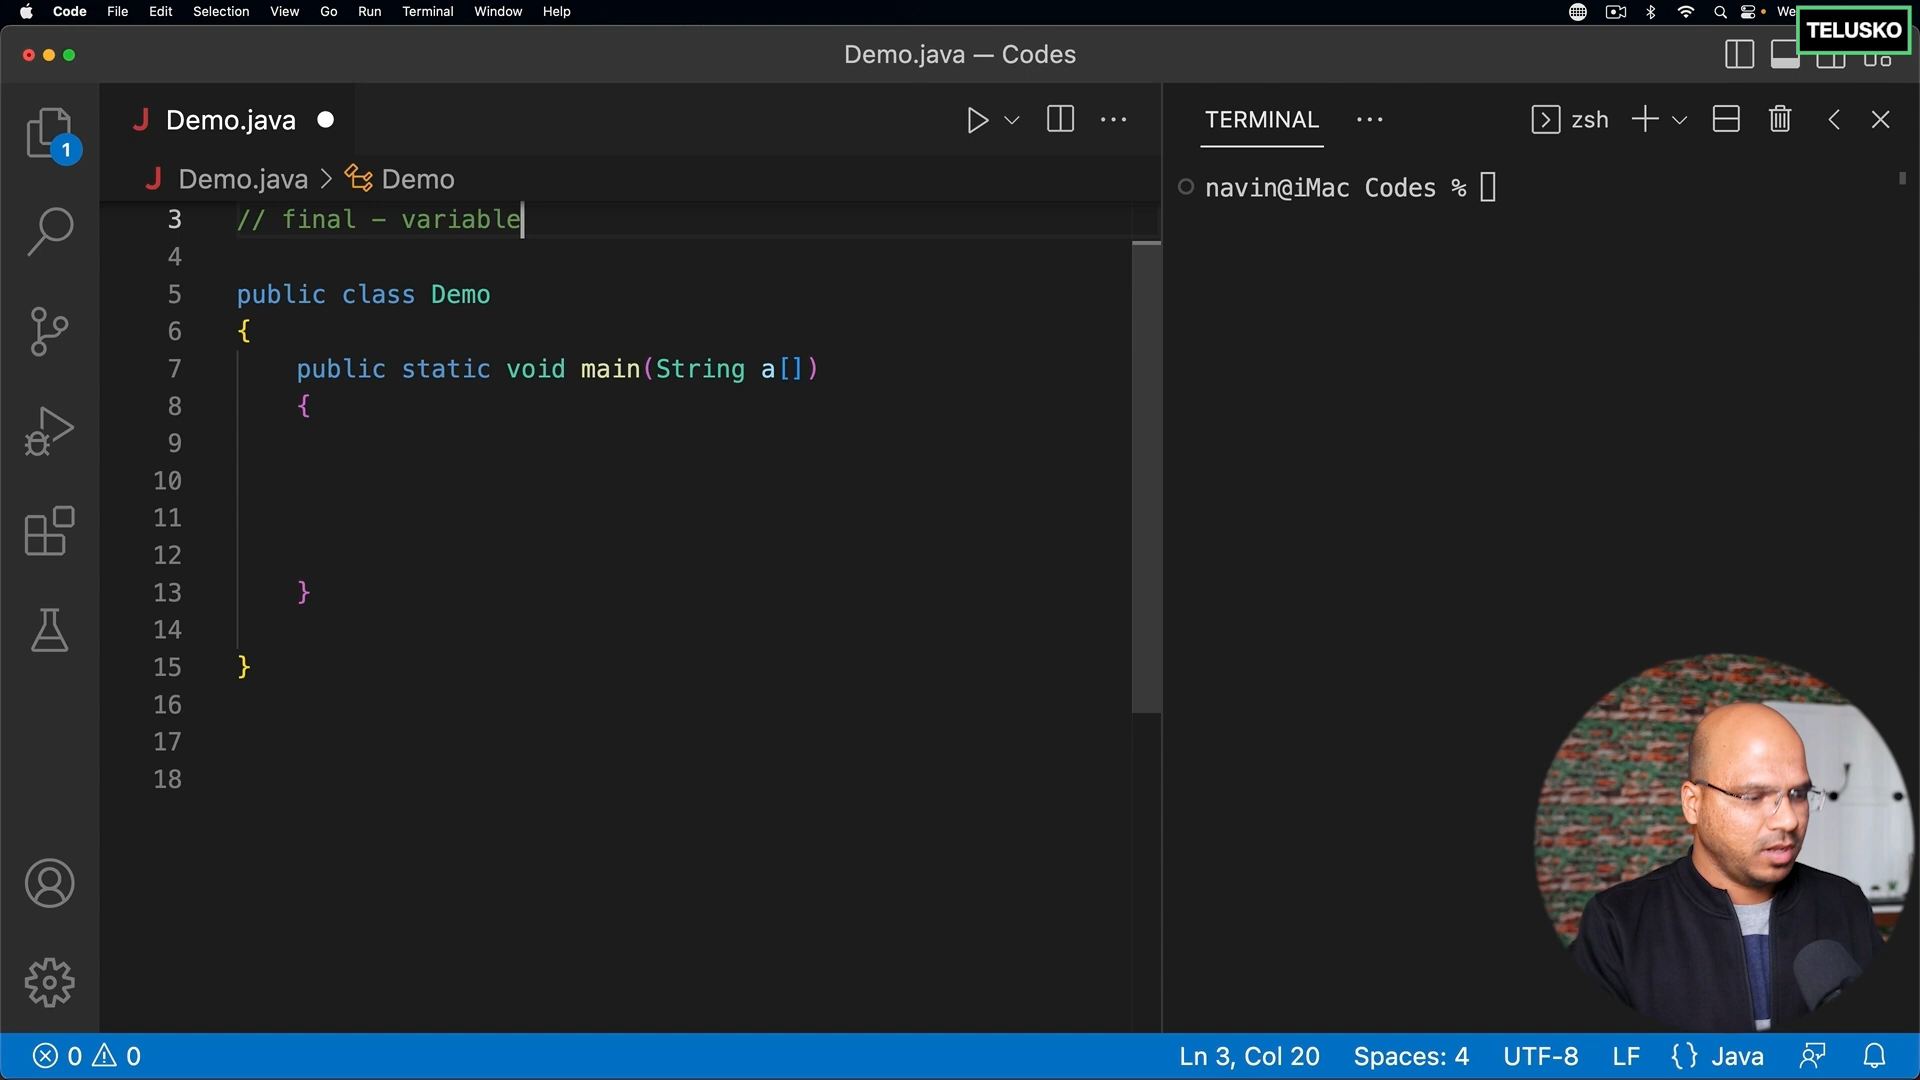 Code File Edit Selection View Go Run Terminal Window Help We
TELUSKO
Demo.java — Codes
Demo.java
TERMINAL
zsh
1
Demo.java > Demo
navin@iMac Codes %
3 // final - variable
4
5 public class Demo
6 {
7 public static void main(String a[])
8 {
9
10
11
12
13 }
14
15 }
16
17
18
0 0 Ln 3, Col 20 Spaces: 4 UTF-8 LF {} Java